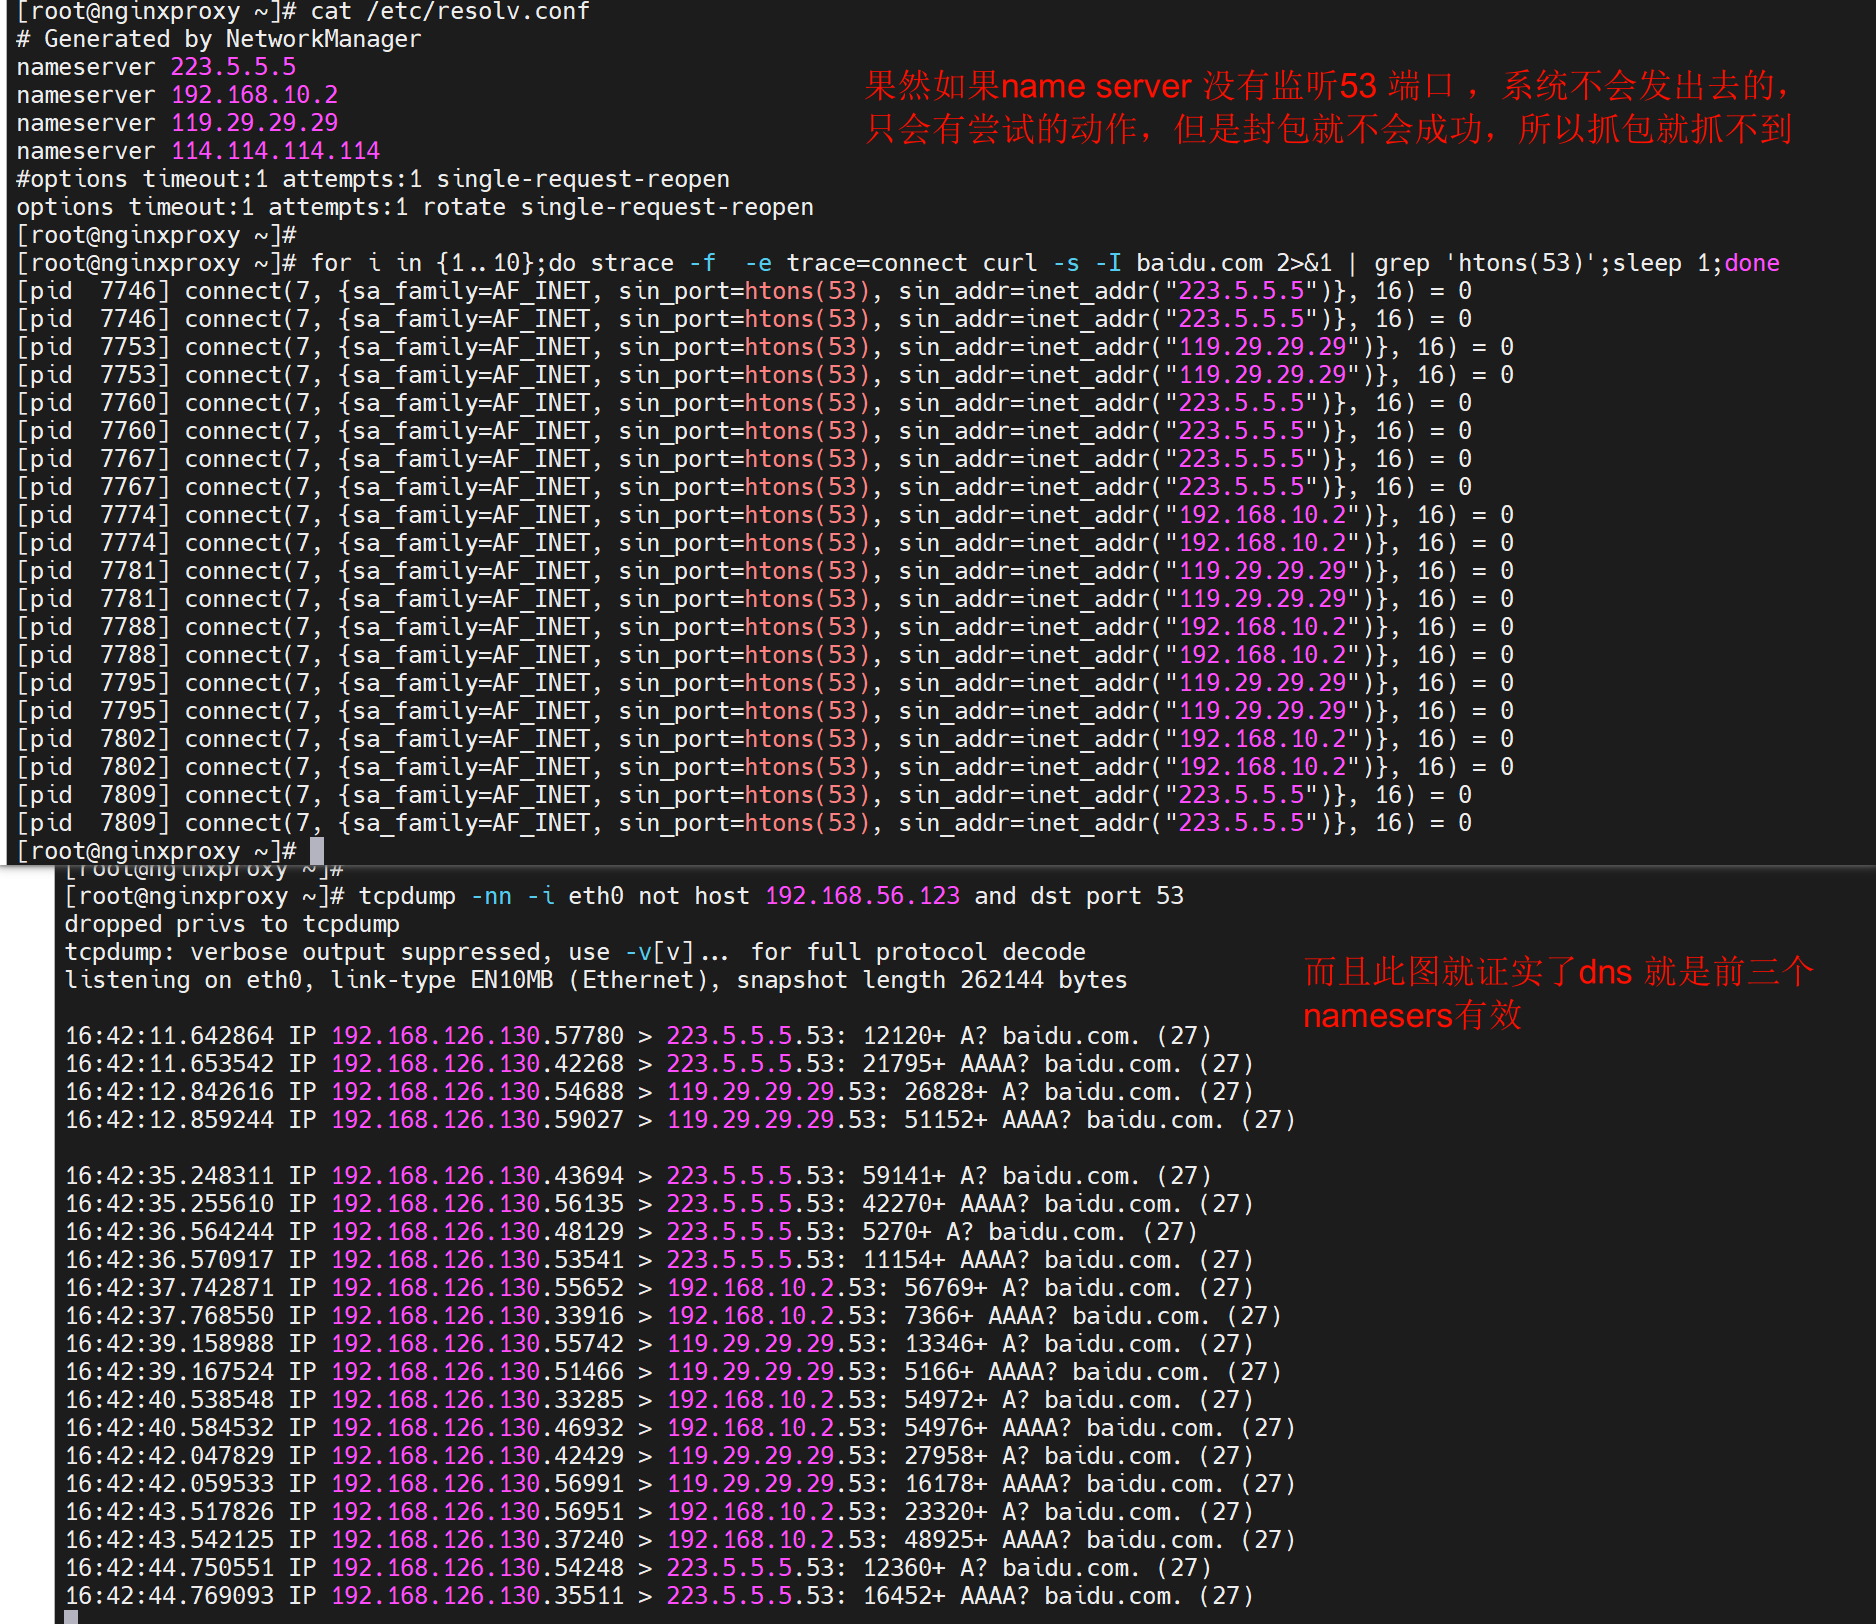 [root@nginxproxy ~]# cat /etc/resolv.conf
# Generated by NetworkManager
nameserver 223.5.5.5
nameserver 192.168.10.2
nameserver 119.29.29.29
nameserver 114.114.114.114
#options timeout:1 attempts:1 single-request-reopen
options timeout:1 attempts:1 rotate single-request-reopen
果然如果name server 没有监听53 端口 ，系统不会发出去的，
只会有尝试的动作，但是封包就不会成功，所以抓包就抓不到
[root@nginxproxy ~]#
[root@nginxproxy ~]# for i in {1..10};do strace -f  -e trace=connect curl -s -I baidu.com 2>&1 | grep 'htons(53)';sleep 1;done
[pid  7746] connect(7, {sa_family=AF_INET, sin_port=htons(53), sin_addr=inet_addr("223.5.5.5")}, 16) = 0
[pid  7746] connect(7, {sa_family=AF_INET, sin_port=htons(53), sin_addr=inet_addr("223.5.5.5")}, 16) = 0
[pid  7753] connect(7, {sa_family=AF_INET, sin_port=htons(53), sin_addr=inet_addr("119.29.29.29")}, 16) = 0
[pid  7753] connect(7, {sa_family=AF_INET, sin_port=htons(53), sin_addr=inet_addr("119.29.29.29")}, 16) = 0
[pid  7760] connect(7, {sa_family=AF_INET, sin_port=htons(53), sin_addr=inet_addr("223.5.5.5")}, 16) = 0
[pid  7760] connect(7, {sa_family=AF_INET, sin_port=htons(53), sin_addr=inet_addr("223.5.5.5")}, 16) = 0
[pid  7767] connect(7, {sa_family=AF_INET, sin_port=htons(53), sin_addr=inet_addr("223.5.5.5")}, 16) = 0
[pid  7767] connect(7, {sa_family=AF_INET, sin_port=htons(53), sin_addr=inet_addr("223.5.5.5")}, 16) = 0
[pid  7774] connect(7, {sa_family=AF_INET, sin_port=htons(53), sin_addr=inet_addr("192.168.10.2")}, 16) = 0
[pid  7774] connect(7, {sa_family=AF_INET, sin_port=htons(53), sin_addr=inet_addr("192.168.10.2")}, 16) = 0
[pid  7781] connect(7, {sa_family=AF_INET, sin_port=htons(53), sin_addr=inet_addr("119.29.29.29")}, 16) = 0
[pid  7781] connect(7, {sa_family=AF_INET, sin_port=htons(53), sin_addr=inet_addr("119.29.29.29")}, 16) = 0
[pid  7788] connect(7, {sa_family=AF_INET, sin_port=htons(53), sin_addr=inet_addr("192.168.10.2")}, 16) = 0
[pid  7788] connect(7, {sa_family=AF_INET, sin_port=htons(53), sin_addr=inet_addr("192.168.10.2")}, 16) = 0
[pid  7795] connect(7, {sa_family=AF_INET, sin_port=htons(53), sin_addr=inet_addr("119.29.29.29")}, 16) = 0
[pid  7795] connect(7, {sa_family=AF_INET, sin_port=htons(53), sin_addr=inet_addr("119.29.29.29")}, 16) = 0
[pid  7802] connect(7, {sa_family=AF_INET, sin_port=htons(53), sin_addr=inet_addr("192.168.10.2")}, 16) = 0
[pid  7802] connect(7, {sa_family=AF_INET, sin_port=htons(53), sin_addr=inet_addr("192.168.10.2")}, 16) = 0
[pid  7809] connect(7, {sa_family=AF_INET, sin_port=htons(53), sin_addr=inet_addr("223.5.5.5")}, 16) = 0
[pid  7809] connect(7, {sa_family=AF_INET, sin_port=htons(53), sin_addr=inet_addr("223.5.5.5")}, 16) = 0
[root@nginxproxy ~]#
[root@nginxproxy ~]#
[root@nginxproxy ~]# tcpdump -nn -i eth0 not host 192.168.56.123 and dst port 53
dropped privs to tcpdump
tcpdump: verbose output suppressed, use -v[v]... for full protocol decode
listening on eth0, link-type EN10MB (Ethernet), snapshot length 262144 bytes
而且此图就证实了dns 就是前三个
namesers有效
16:42:11.642864 IP 192.168.126.130.57780 > 223.5.5.5.53: 12120+ A? baidu.com. (27)
16:42:11.653542 IP 192.168.126.130.42268 > 223.5.5.5.53: 21795+ AAAA? baidu.com. (27)
16:42:12.842616 IP 192.168.126.130.54688 > 119.29.29.29.53: 26828+ A? baidu.com. (27)
16:42:12.859244 IP 192.168.126.130.59027 > 119.29.29.29.53: 51152+ AAAA? baidu.com. (27)
16:42:35.248311 IP 192.168.126.130.43694 > 223.5.5.5.53: 59141+ A? baidu.com. (27)
16:42:35.255610 IP 192.168.126.130.56135 > 223.5.5.5.53: 42270+ AAAA? baidu.com. (27)
16:42:36.564244 IP 192.168.126.130.48129 > 223.5.5.5.53: 5270+ A? baidu.com. (27)
16:42:36.570917 IP 192.168.126.130.53541 > 223.5.5.5.53: 11154+ AAAA? baidu.com. (27)
16:42:37.742871 IP 192.168.126.130.55652 > 192.168.10.2.53: 56769+ A? baidu.com. (27)
16:42:37.768550 IP 192.168.126.130.33916 > 192.168.10.2.53: 7366+ AAAA? baidu.com. (27)
16:42:39.158988 IP 192.168.126.130.55742 > 119.29.29.29.53: 13346+ A? baidu.com. (27)
16:42:39.167524 IP 192.168.126.130.51466 > 119.29.29.29.53: 5166+ AAAA? baidu.com. (27)
16:42:40.538548 IP 192.168.126.130.33285 > 192.168.10.2.53: 54972+ A? baidu.com. (27)
16:42:40.584532 IP 192.168.126.130.46932 > 192.168.10.2.53: 54976+ AAAA? baidu.com. (27)
16:42:42.047829 IP 192.168.126.130.42429 > 119.29.29.29.53: 27958+ A? baidu.com. (27)
16:42:42.059533 IP 192.168.126.130.56991 > 119.29.29.29.53: 16178+ AAAA? baidu.com. (27)
16:42:43.517826 IP 192.168.126.130.56951 > 192.168.10.2.53: 23320+ A? baidu.com. (27)
16:42:43.542125 IP 192.168.126.130.37240 > 192.168.10.2.53: 48925+ AAAA? baidu.com. (27)
16:42:44.750551 IP 192.168.126.130.54248 > 223.5.5.5.53: 12360+ A? baidu.com. (27)
16:42:44.769093 IP 192.168.126.130.35511 > 223.5.5.5.53: 16452+ AAAA? baidu.com. (27)